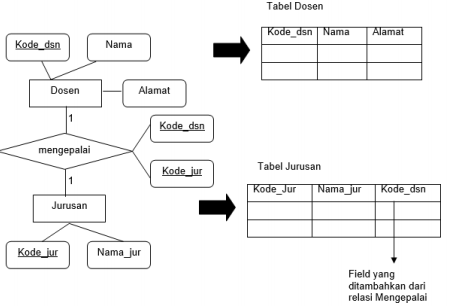 Tabel Dosen
Kode_dsn
Nama
Kode_dsn Nama Alamat
Dosen
Alamat
1
Kode_dsn
mengepalai
Kode_jur
1
Tabel Jurusan
Jurusan
Kode_Jur Nama_jur Kode_dsn
Kode_jur
Nama_jur
Field yang
ditambahkan dari
relasi Mengepalai